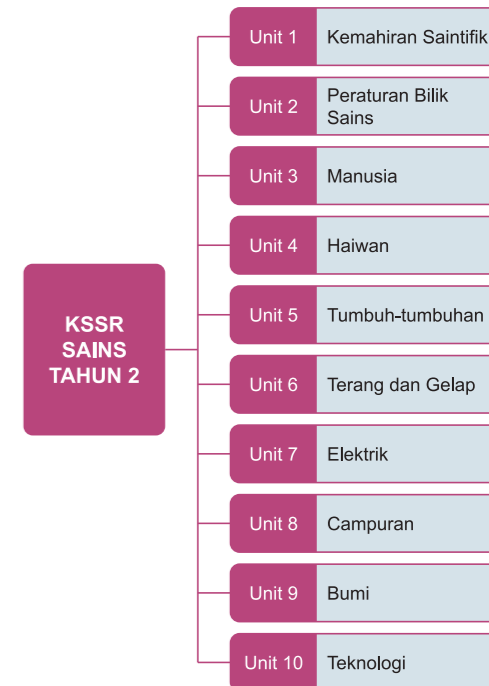 KSSR
SAINS
TAHUN 2
Unit 1
Kemahiran Saintifik
Unit 2
Peraturan Bilik
Sains
Unit 3
Manusia
Unit 4
Haiwan
Unit 5
Tumbuh-tumbuhan
Unit 6
Terang dan Gelap
Unit 7
Elektrik
Unit 8
Campuran
Unit 9
Bumi
Unit 10
Teknologi